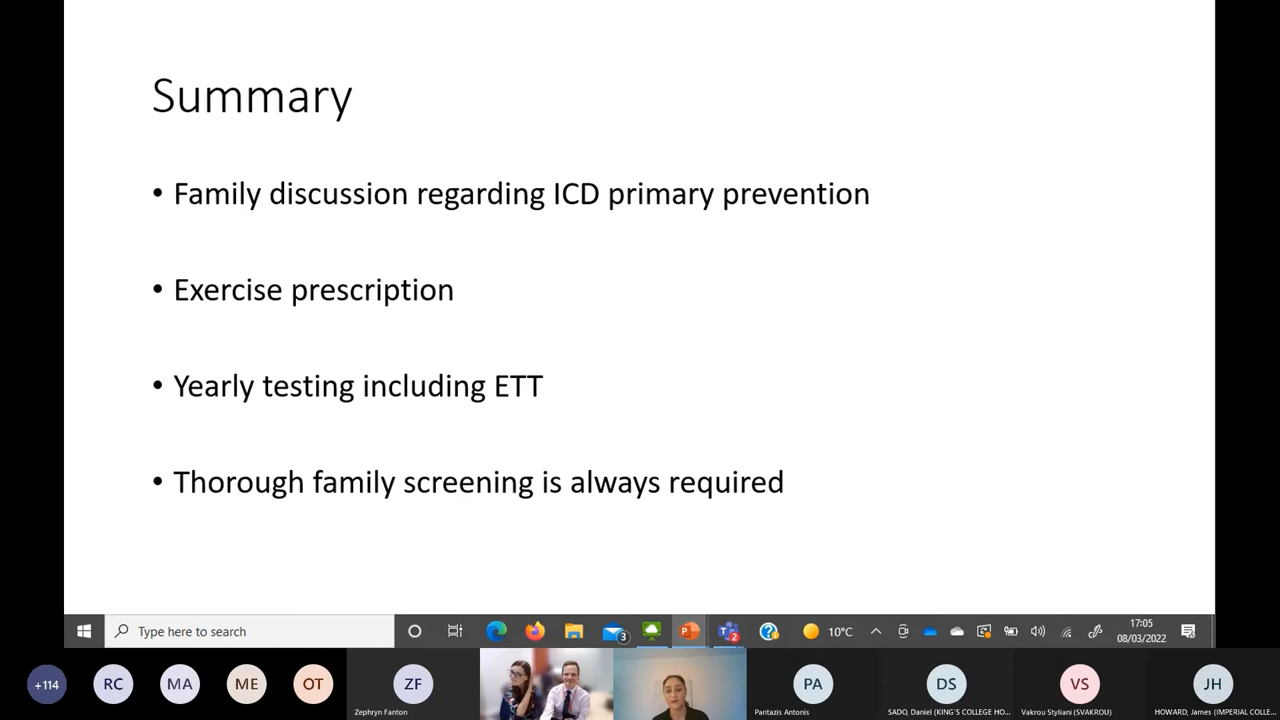 Summary
• Family discussion regarding ICD primary prevention
• Exercise prescription
• Yearly testing including ETT
• Thorough family screening is always required
Type here to search
3
2
10°C
17:05
08/03/2022
+114
RC
MA
ME
OT
ZF
PA
DS
VS
JH
Zephryn Fanton
Pantazis Antonis
SADO, Daniel (KING'S COLLEGE HO...
Vakrou Styliani (SVAKROU)
HOWARD, James (IMPERIAL COLLE...